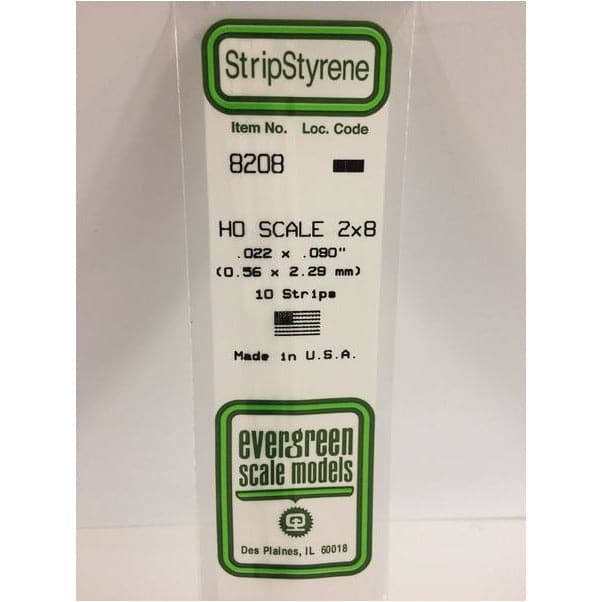 StripStyrene
Item No. Loc. Code
8208
HO SCALE 2x8
.022 x .090"
(0.56 x 2.29 mm)
10 Strips
Made in U.S.A.
evergreen
scale models
Des Plaines, IL 60018